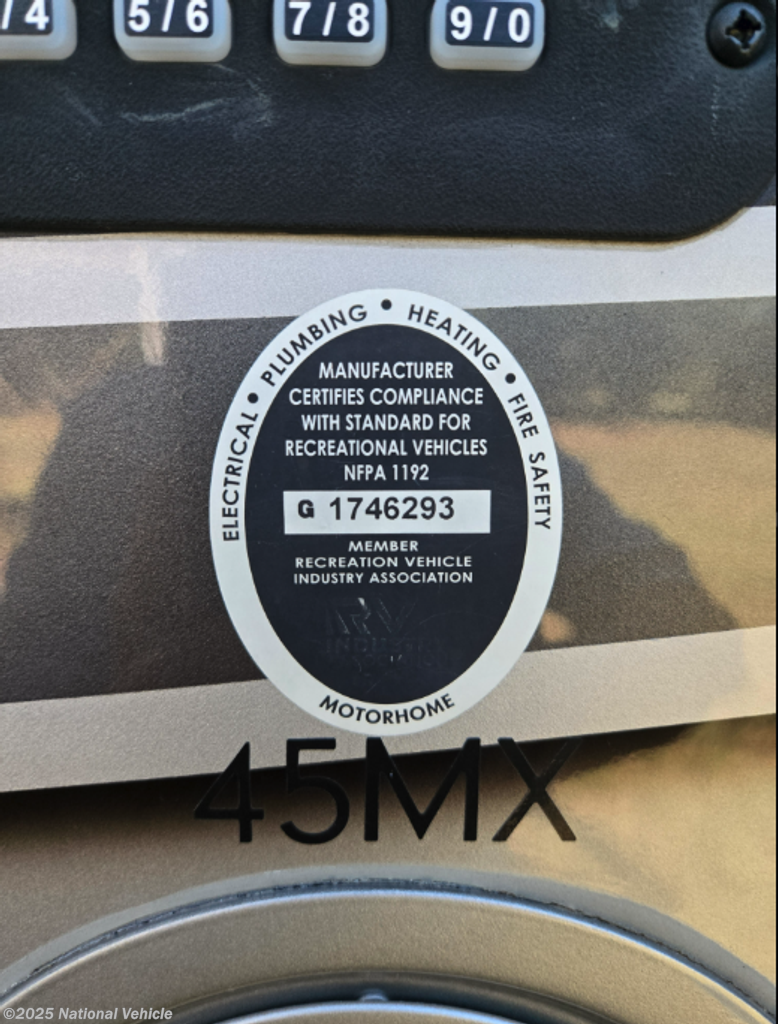 /4 5/6 7/8 9/0
ELECTRICAL • PLUMBING • HEATING • FIRE SAFETY
MANUFACTURER
CERTIFIES COMPLIANCE
WITH STANDARD FOR
RECREATIONAL VEHICLES
NFPA 1192
G 1746293
MEMBER
RECREATION VEHICLE
INDUSTRY ASSOCIATION
RV
MOTORHOME
45MX
©2025 National Vehicle